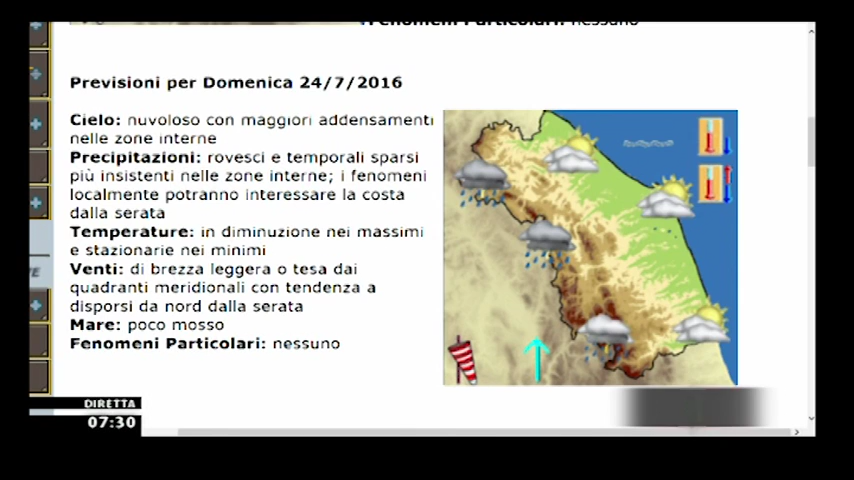 Fenomeni Particolari: nessuno
Previsioni per Domenica 24/7/2016
Cielo: nuvoloso con maggiori addensamenti
nelle zone interne
Precipitazioni: rovesci e temporali sparsi
più insistenti nelle zone interne; i fenomeni
localmente potranno interessare la costa
dalla serata
Temperature: in diminuzione nei massimi
e stazionarie nei minimi
Venti: di brezza leggera o tesa dai
quadranti meridionali con tendenza a
disporsi da nord dalla serata
Mare: poco mosso
Fenomeni Particolari: nessuno
DIRETTA
07:30